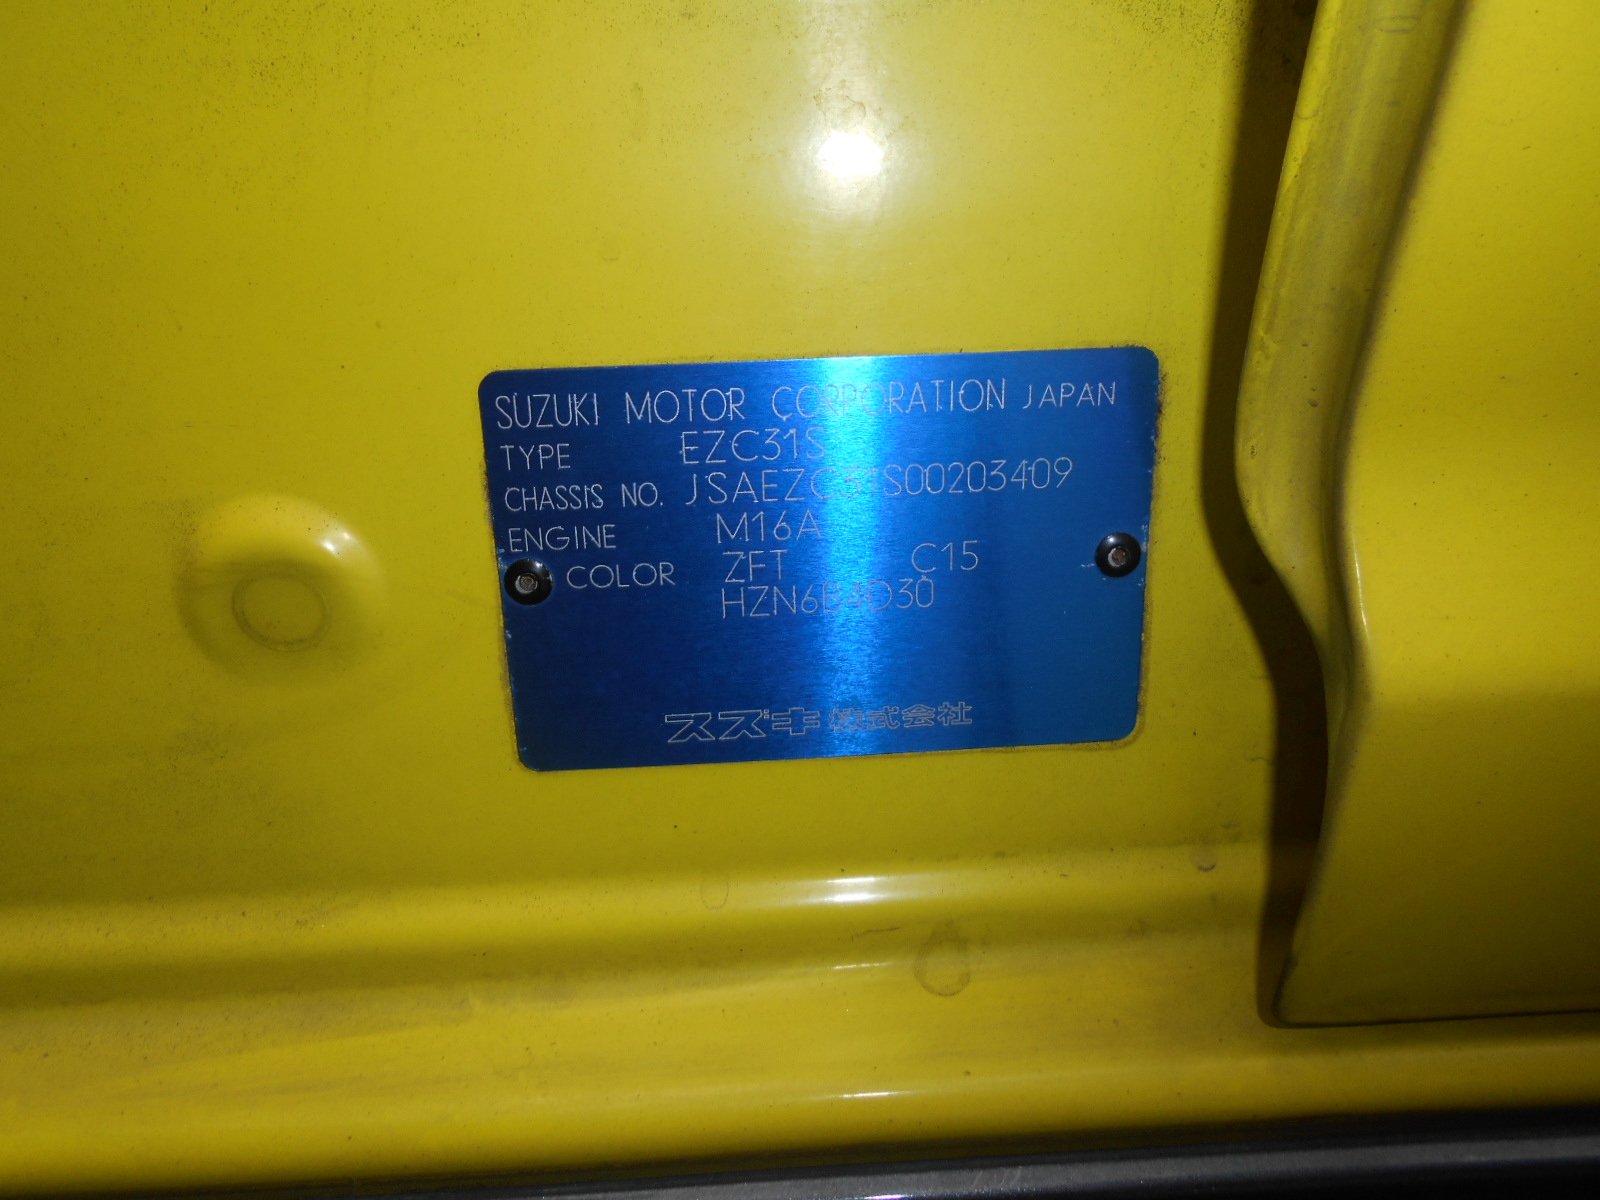 SUZUKI MOTOR CORPORATION JAPAN
TYPE EZC31S
CHASSIS NO. JSAEZC31S00203409
ENGINE M16A
COLOR ZFT C15
スズキ株式会社